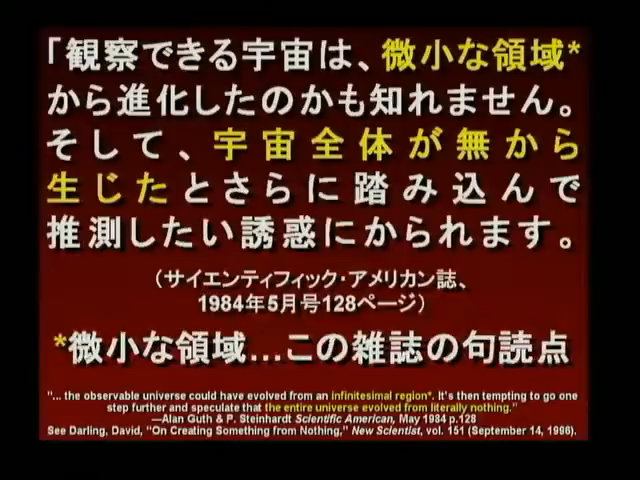 「観察できる宇宙は、微小な領域*
から進化したのかも知れません。
そして、宇宙全体が無から
生じたとさらに踏み込んで
推測したい誘惑にかられます。
（サイエンティフィック・アメリカン誌、
1984年5月号128ページ）
*微小な領域...この雑誌の句読点
"... the observable universe could have evolved from an infinitesimal region*. It's then tempting to go one
step further and speculate that the entire universe evolved from literally nothing."
—Alan Guth & P. Steinhardt Scientific American, May 1984 p.128
See Darling, David, "On Creating Something from Nothing," New Scientist, vol. 151 (September 14, 1996).